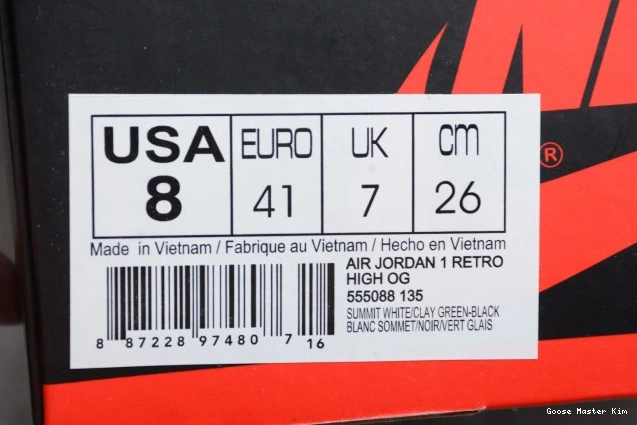 USA EURO UK cm
8 41 7 26
Made in Vietnam / Fabrique au Vietnam / Hecho en Vietnam
AIR JORDAN 1 RETRO
HIGH OG
555088 135
SUMMIT WHITE/CLAY GREEN-BLACK
BLANC SOMMET/NOIR/VERT GLAIS
8 87228 97480 7 16
®
Goose Master Kim